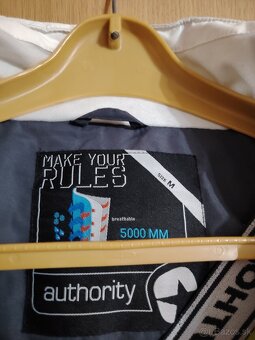 MAKE YOUR
RULES
SIZE M
breathable
5000 MM
authority